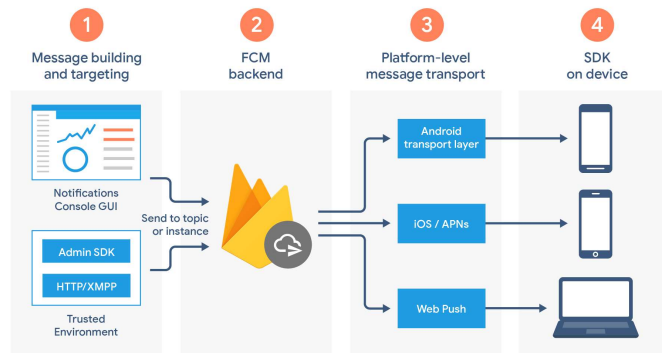 1
Message building
and targeting
2
FCM
backend
3
Platform-level
message transport
4
SDK
on device
Notifications
Console GUI
Send to topic
or instance
Admin SDK
HTTP/XMPP
Trusted
Environment
Android
transport layer
iOS / APNs
Web Push